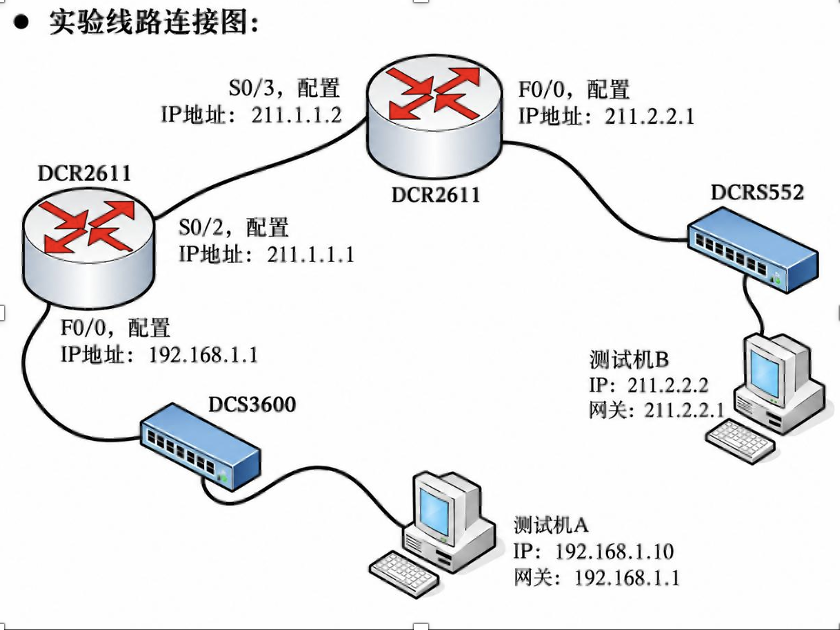 ● 实验线路连接图：
S0/3，配置
IP地址：211.1.1.2
F0/0，配置
IP地址：211.2.2.1
DCR2611
DCR2611
DCRS552
S0/2，配置
IP地址：211.1.1.1
F0/0，配置
IP地址：192.168.1.1
测试机B
IP：211.2.2.2
网关：211.2.2.1
DCS3600
测试机A
IP：192.168.1.10
网关：192.168.1.1